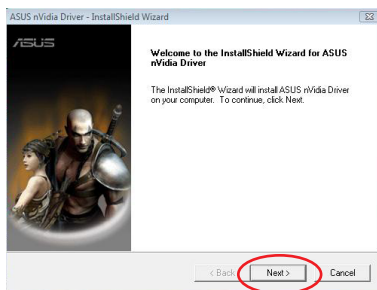 ASUS nVidia Driver - InstallShield Wizard
ASUS
Welcome to the InstallShield Wizard for ASUS
nVidia Driver
The InstallShield® Wizard will install ASUS nVidia Driver
on your computer. To continue, click Next.
< Back
Next >
Cancel